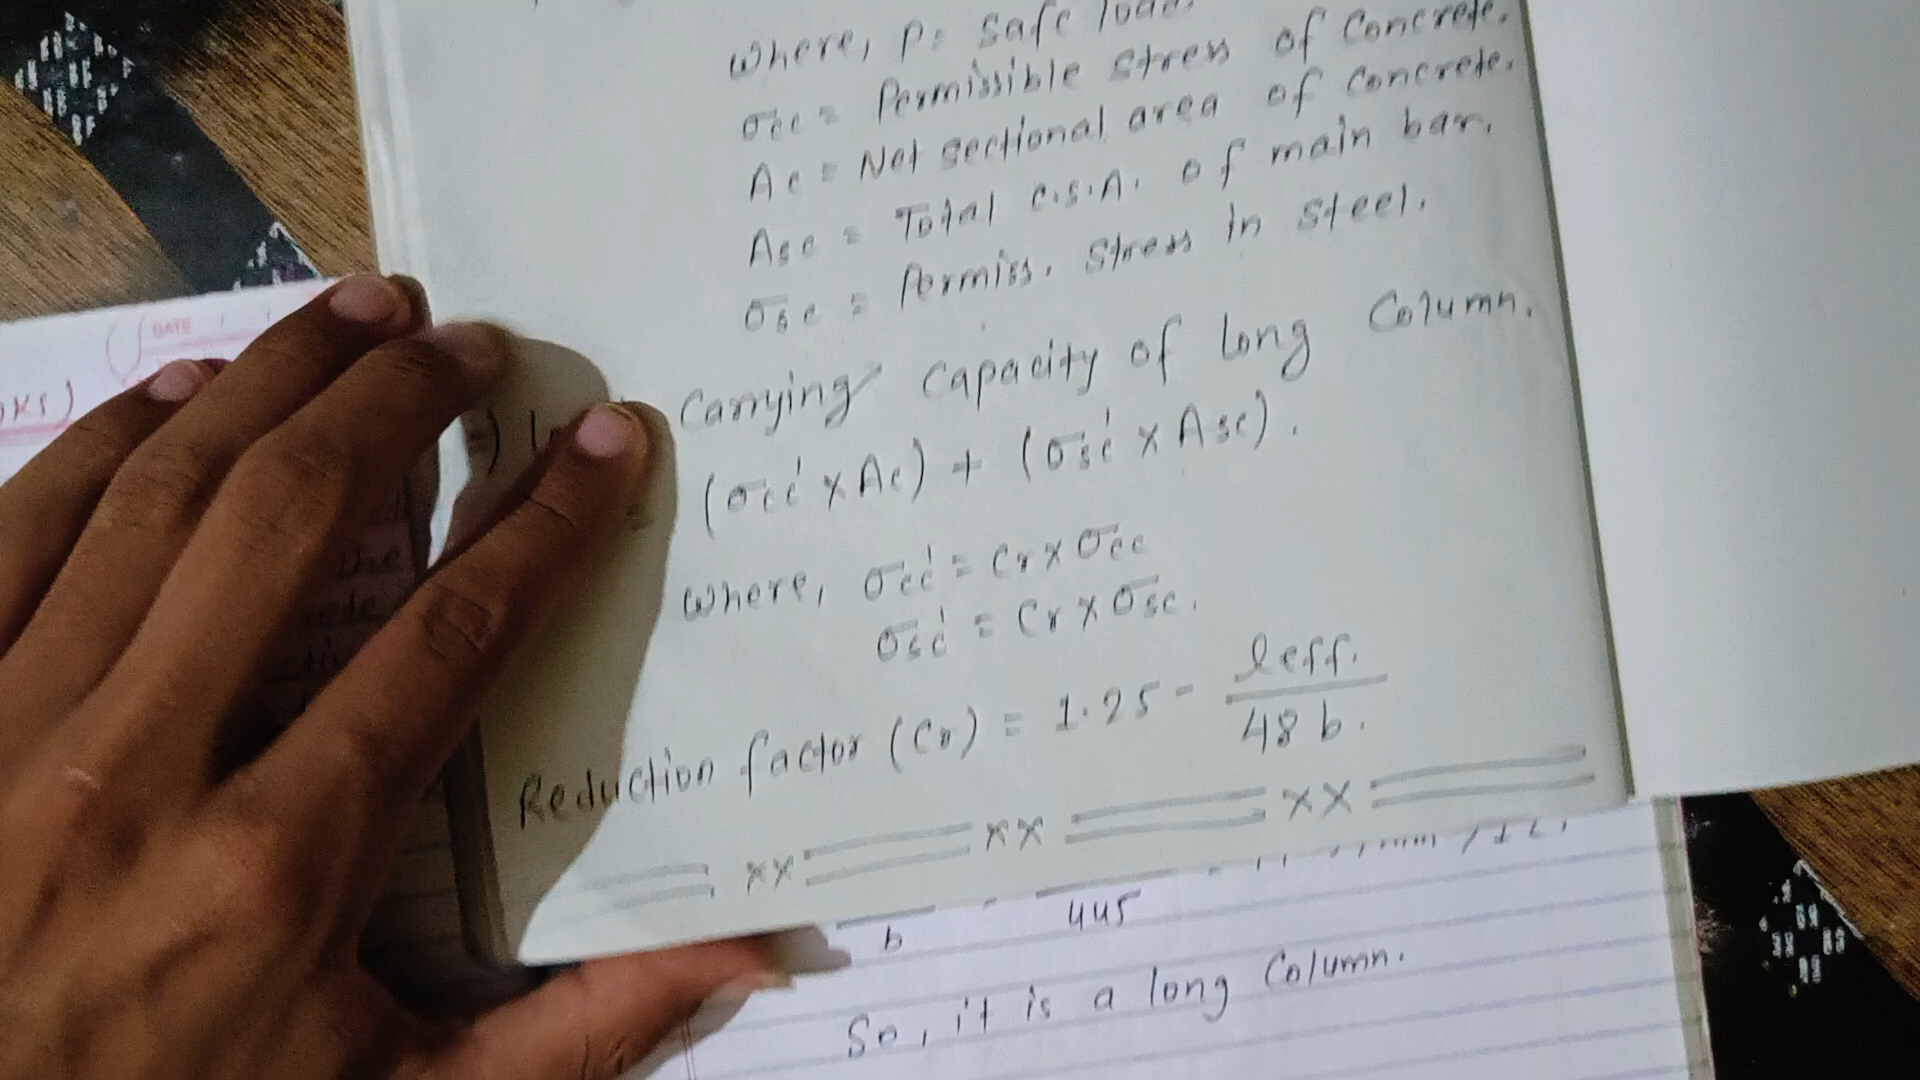 Where, P= Safe load.
σcc = Permissible Stress of Concrete.
Ac = Net sectional area of Concrete.
Asc = Total C.S.A. of main bar.
σsc = Permiss. Stress in Steel.
Carrying Capacity of long Column.
= (σcc' x Ac) + (σsc' x Asc).
Where, σcc' = Cr x σcc
σsc' = Cr x σsc.
Reduction factor (Cr) = 1.25 - leff. / 48 b.
xx xx xx
DATE
the
b 445
So, it is a long Column.